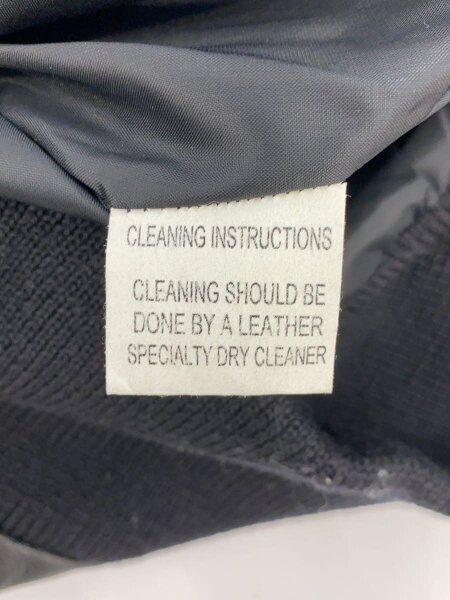 CLEANING INSTRUCTIONS
CLEANING SHOULD BE
DONE BY A LEATHER
SPECIALTY DRY CLEANER